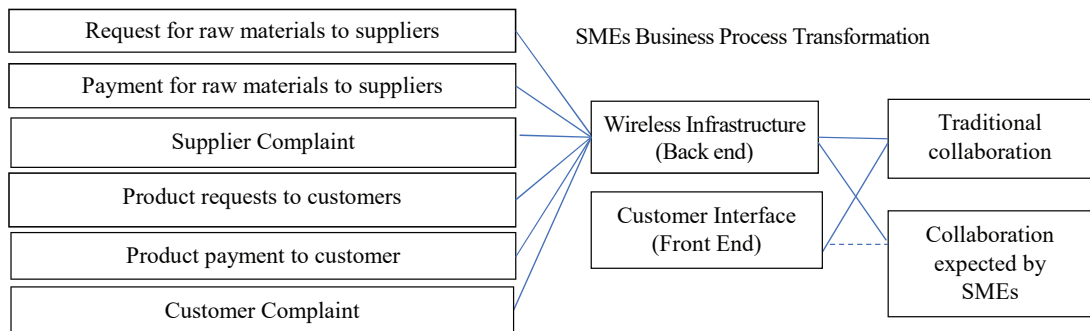 Request for raw materials to suppliers
SMEs Business Process Transformation
Payment for raw materials to suppliers
Supplier Complaint
Product requests to customers
Product payment to customer
Customer Complaint
Wireless Infrastructure
(Back end)
Customer Interface
(Front End)
Traditional
collaboration
Collaboration
expected by
SMEs